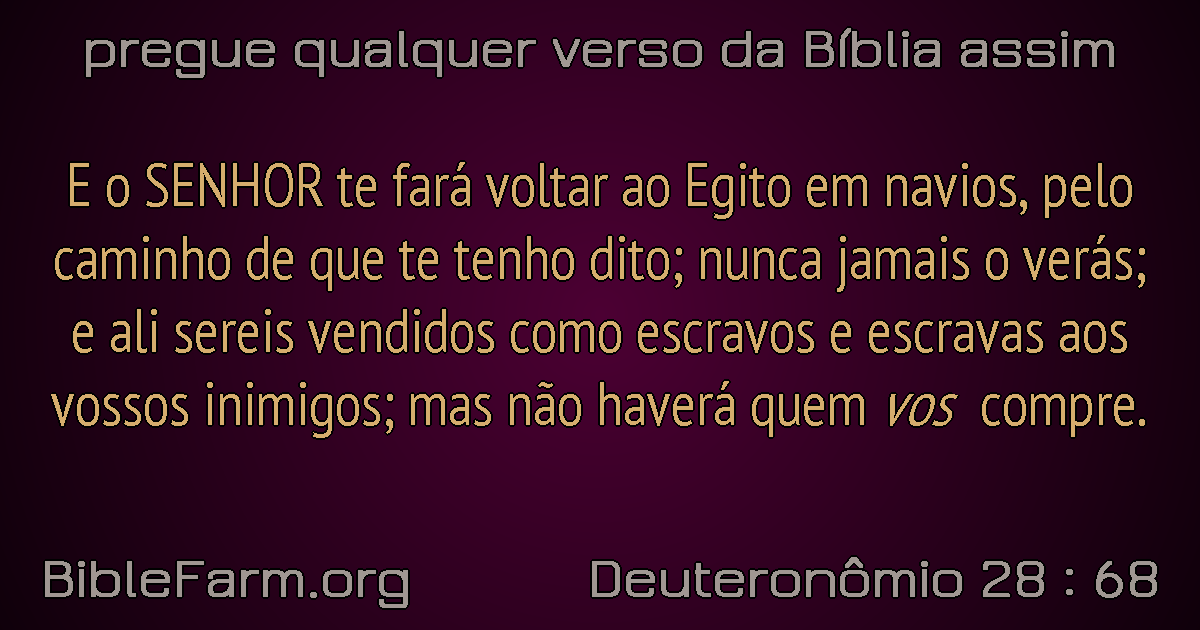 pregue qualquer verso da Bíblia assim
E o SENHOR te fará voltar ao Egito em navios, pelo
caminho de que te tenho dito; nunca jamais o verás;
e ali sereis vendidos como escravos e escravas aos
vossos inimigos; mas não haverá quem vos compre.
BibleFarm.org
Deuteronômio 28 : 68